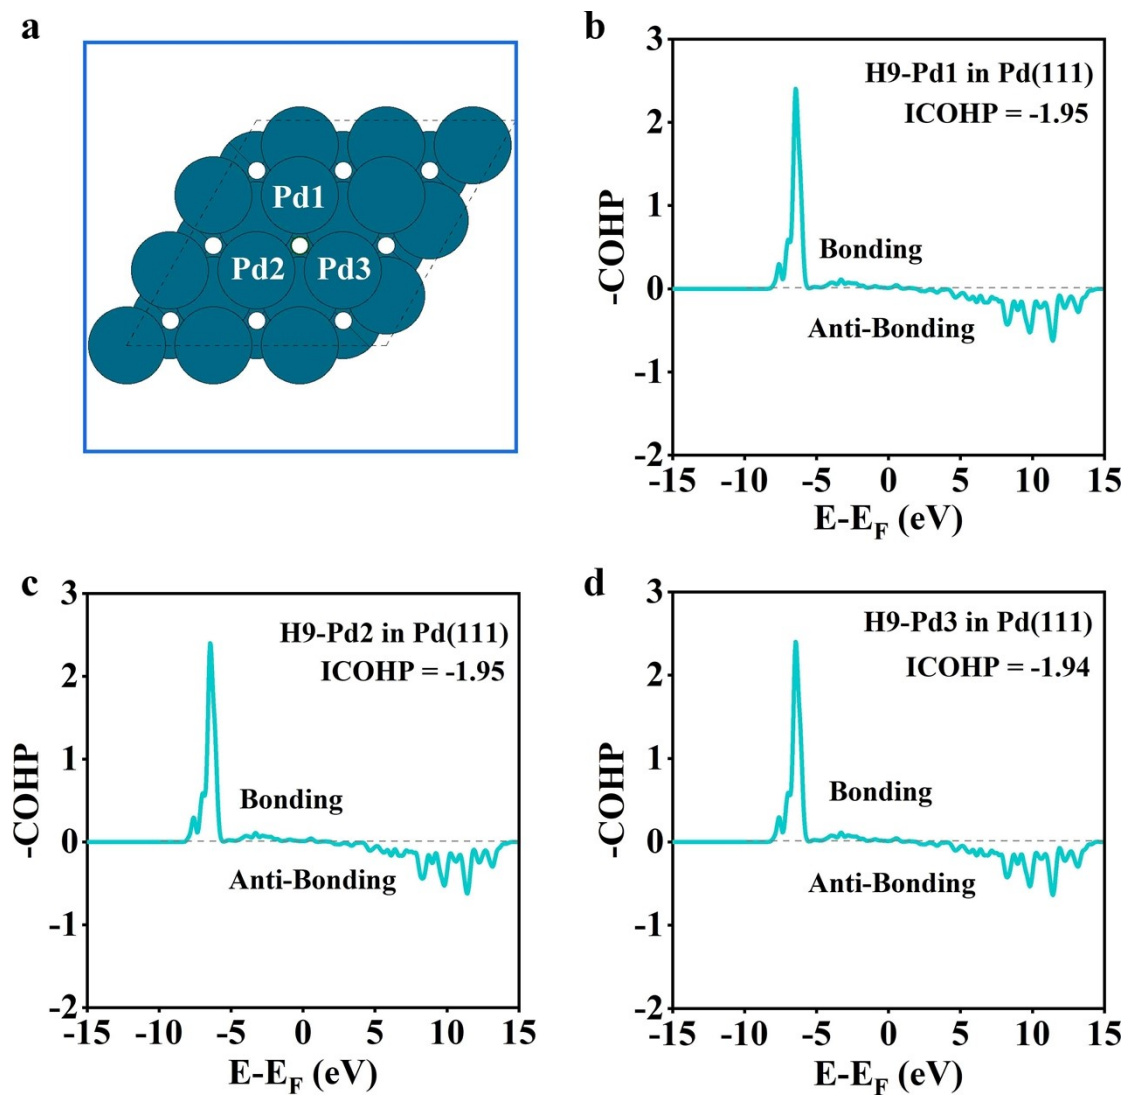 a
Pd1
Pd2 Pd3
b
H9-Pd1 in Pd(111)
ICOHP = -1.95
Bonding
Anti-Bonding
-COHP
3
2
1
0
-1
-2
-15 -10 -5 0 5 10 15
E-E_F (eV)
c
H9-Pd2 in Pd(111)
ICOHP = -1.95
Bonding
Anti-Bonding
-COHP
3
2
1
0
-1
-2
-15 -10 -5 0 5 10 15
E-E_F (eV)
d
H9-Pd3 in Pd(111)
ICOHP = -1.94
Bonding
Anti-Bonding
-COHP
3
2
1
0
-1
-2
-15 -10 -5 0 5 10 15
E-E_F (eV)